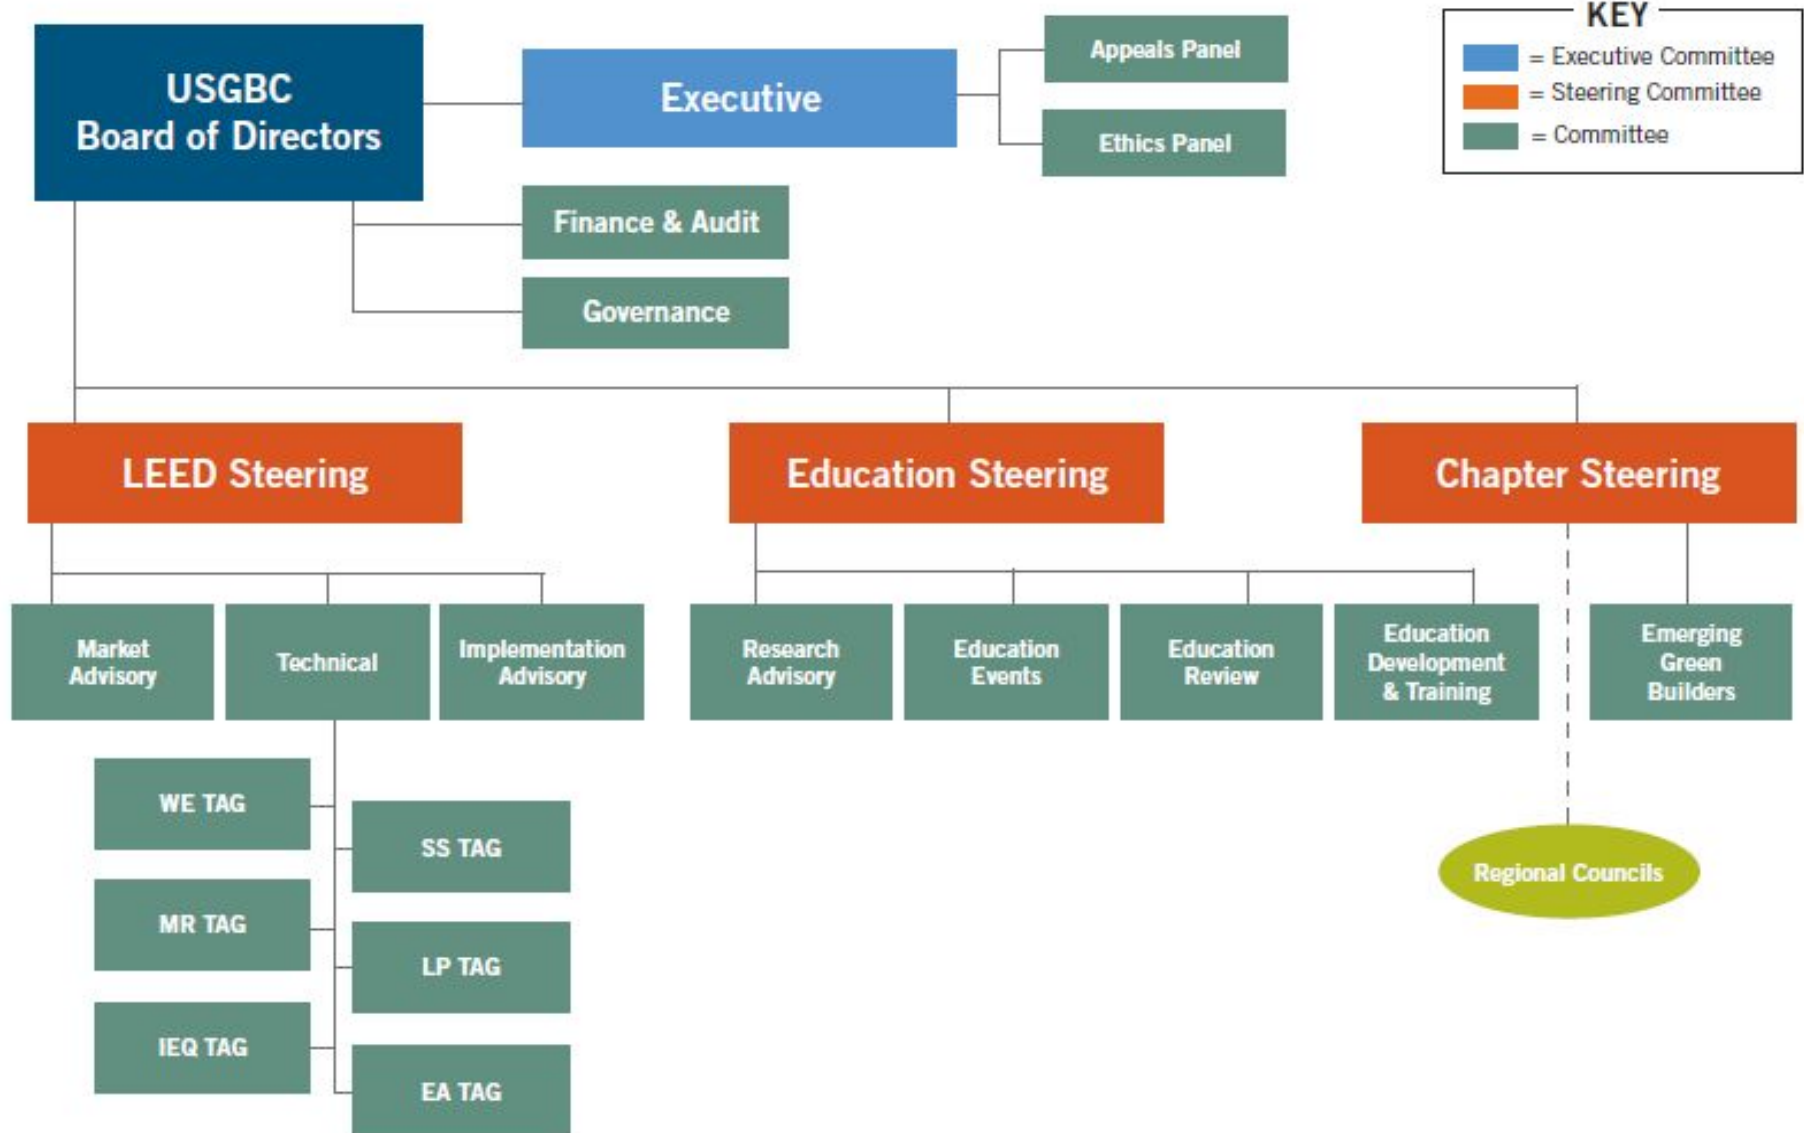 USGBC
Board of Directors
Executive
Appeals Panel
Ethics Panel
KEY
= Executive Committee
= Steering Committee
= Committee
Finance & Audit
Governance
LEED Steering
Education Steering
Chapter Steering
Market
Advisory
Technical
Implementation
Advisory
Research
Advisory
Education
Events
Education
Review
Education
Development
& Training
Emerging
Green
Builders
WE TAG
SS TAG
MR TAG
LP TAG
IEQ TAG
EA TAG
Regional Councils